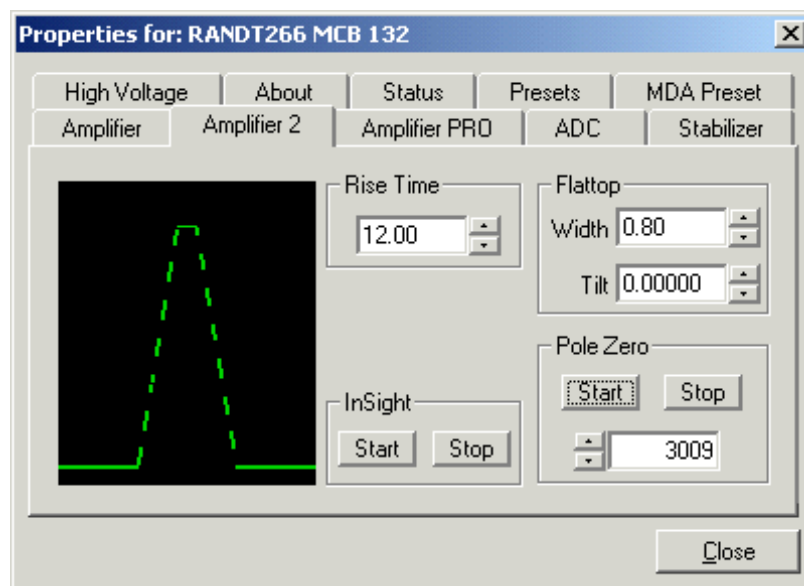 Properties for: RANDT266 MCB 132
High Voltage About Status Presets MDA Preset
Amplifier Amplifier 2 Amplifier PRO ADC Stabilizer
Rise Time
12.00
Flattop
Width 0.80
Tilt 0.00000
InSight
Start Stop
Pole Zero
Start Stop
3009
Close